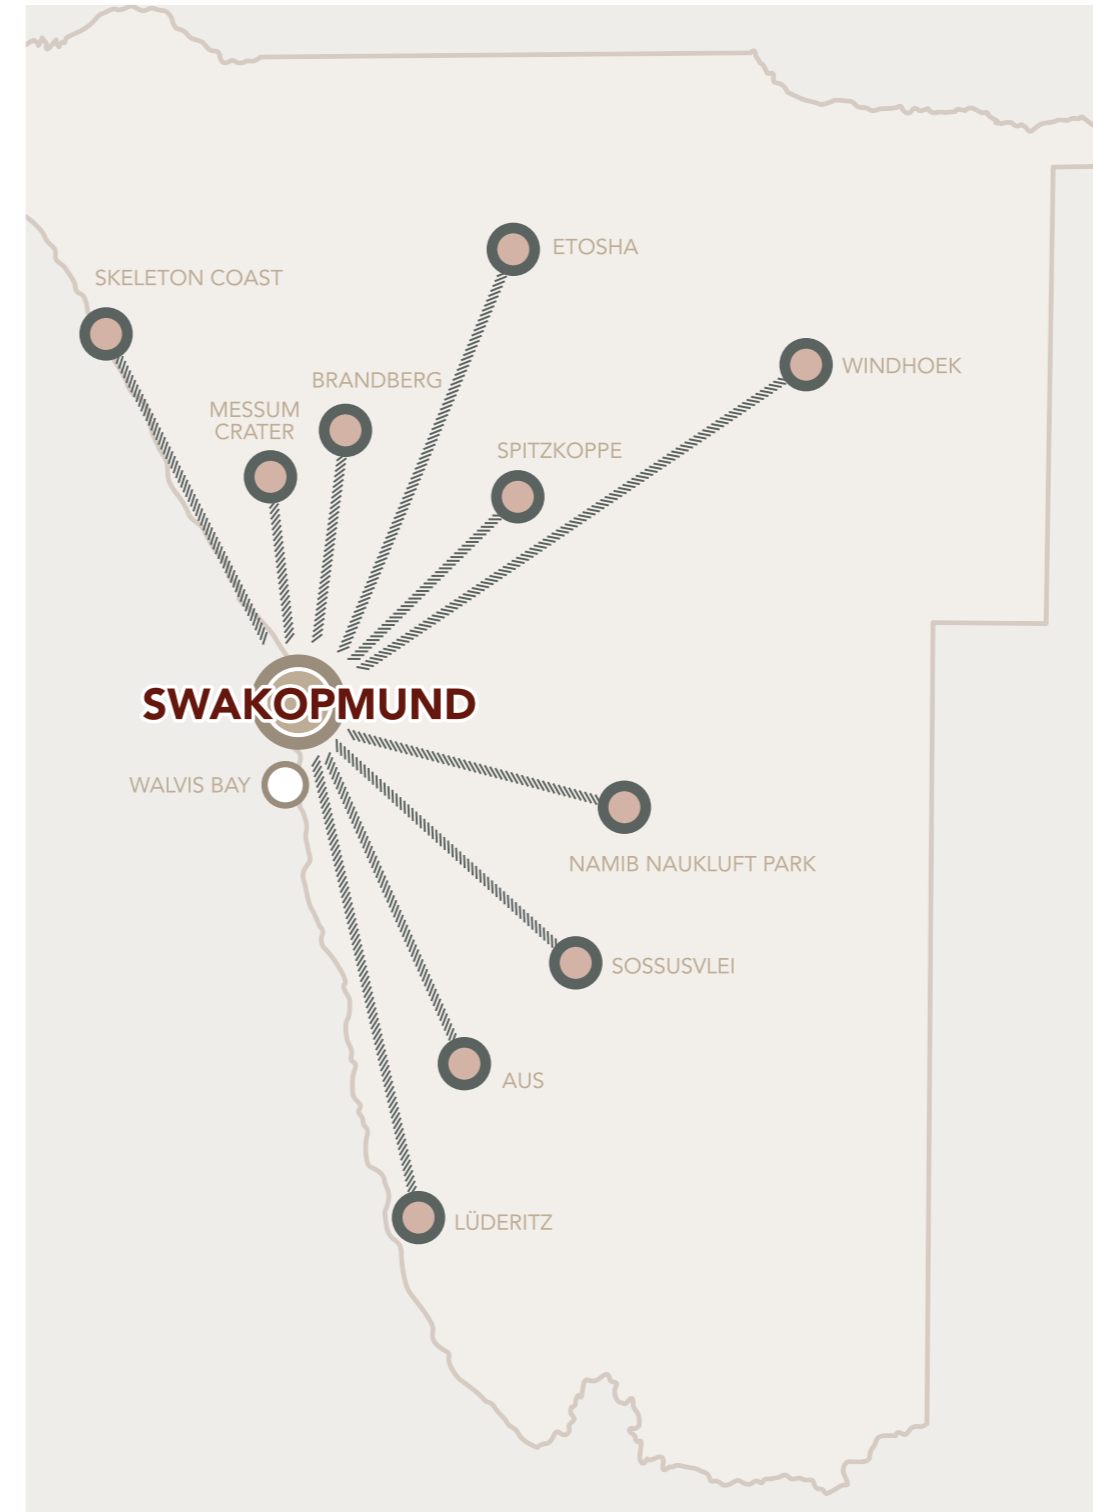 ETOSHA
SKELETON COAST
WINDHOEK
BRANDBERG
MESSUM
CRATER
SPITZKOPPE
SWAKOPMUND
WALVIS BAY
NAMIB NAUKLUFT PARK
SOSSUSVLEI
AUS
LÜDERITZ